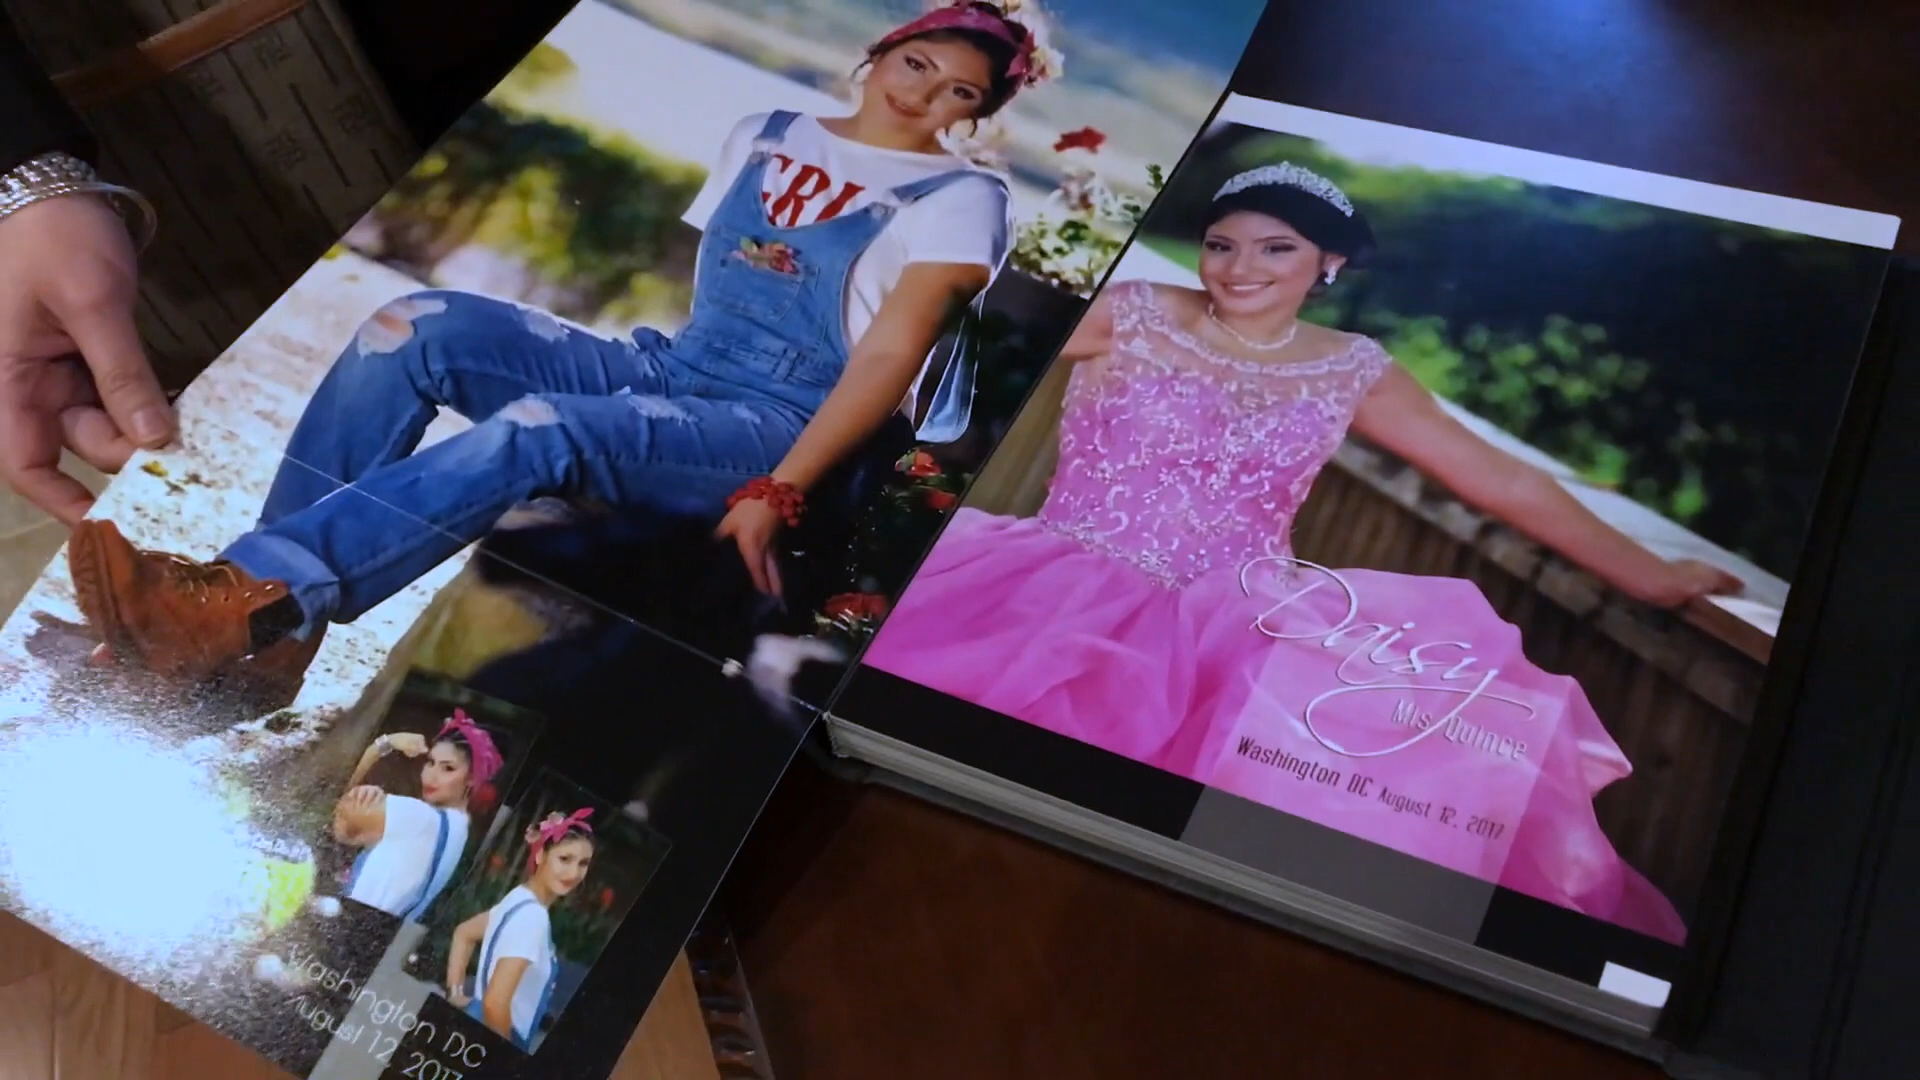 Washington DC
August 12, 2017
Daisy
Mis Quince
Washington DC August 12, 2017